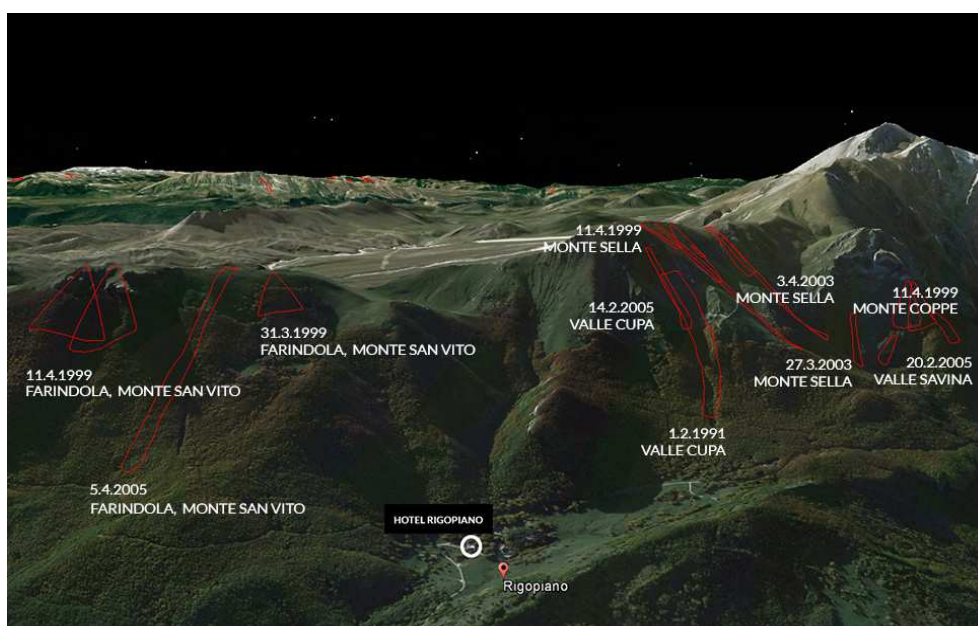 11.4.1999
MONTE SELLA
3.4.2003
MONTE SELLA
11.4.1999
MONTE COPPE
14.2.2005
VALLE CUPA
31.3.1999
FARINDOLA, MONTE SAN VITO
11.4.1999
FARINDOLA, MONTE SAN VITO
27.3.2003
MONTE SELLA
20.2.2005
VALLE SAVINA
1.2.1991
VALLE CUPA
5.4.2005
FARINDOLA, MONTE SAN VITO
HOTEL RIGOPIANO
Rigopiano